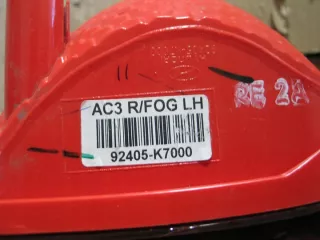 RE 2A
AC3 R/FOG LH
92405-K7000